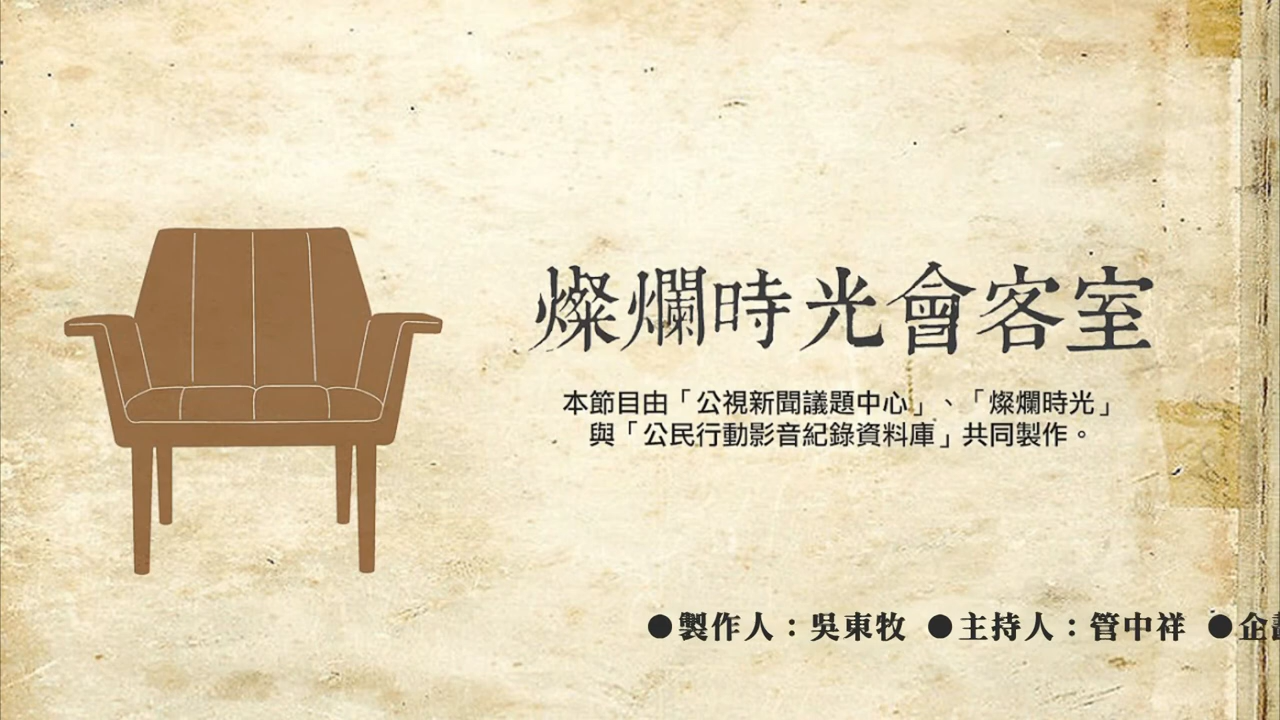 燦爛時光會客室
本節目由「公視新聞議題中心」、「燦爛時光」
與「公民行動影音紀錄資料庫」共同製作。
●製作人：吳東牧 ●主持人：管中祥 ●企